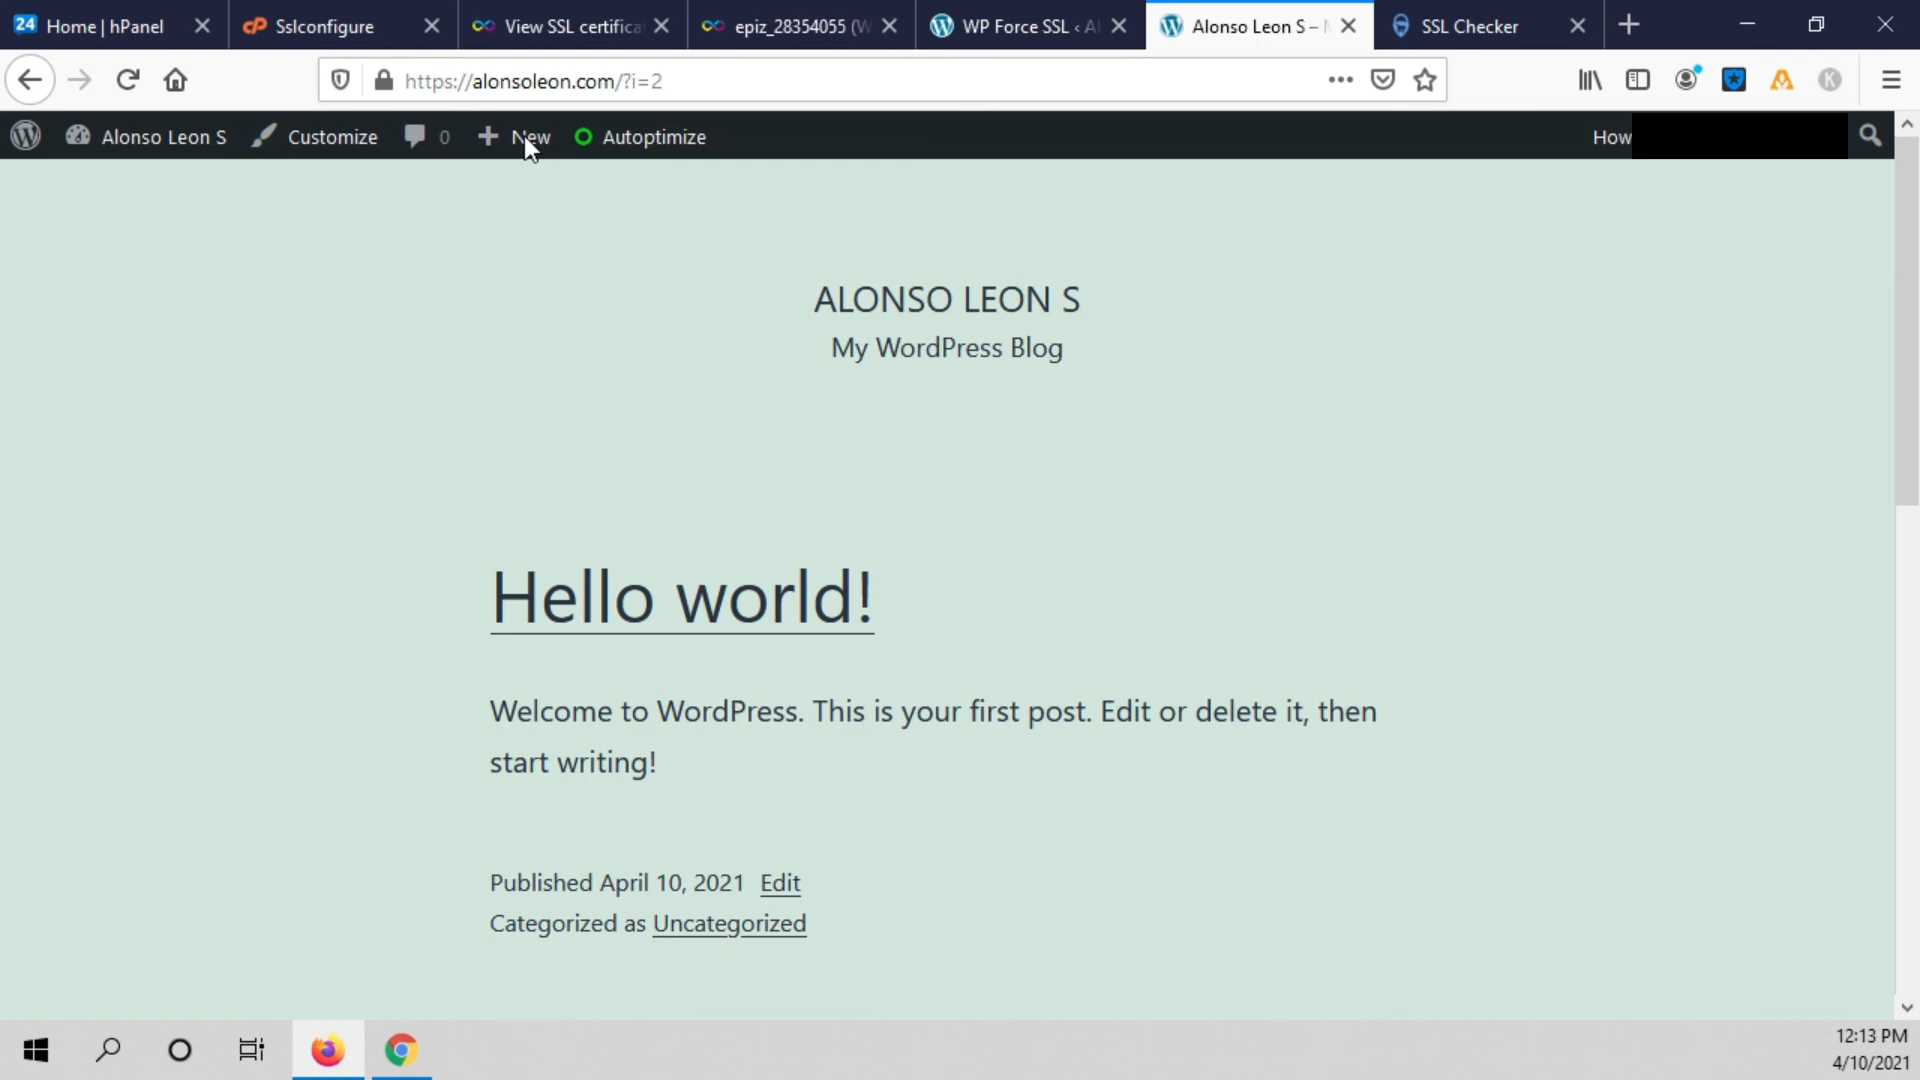 24 Home | hPanel
cP Sslconfigure
View SSL certifica
epiz_28354055 (W
WP Force SSL ‹ Al
Alonso Leon S –
SSL Checker
https://alonsoleon.com/?i=2
K
Alonso Leon S
Customize
0
New
Autoptimize
How
ALONSO LEON S
My WordPress Blog
Hello world!
Welcome to WordPress. This is your first post. Edit or delete it, then
start writing!
Published April 10, 2021 Edit
Categorized as Uncategorized
12:13 PM
4/10/2021